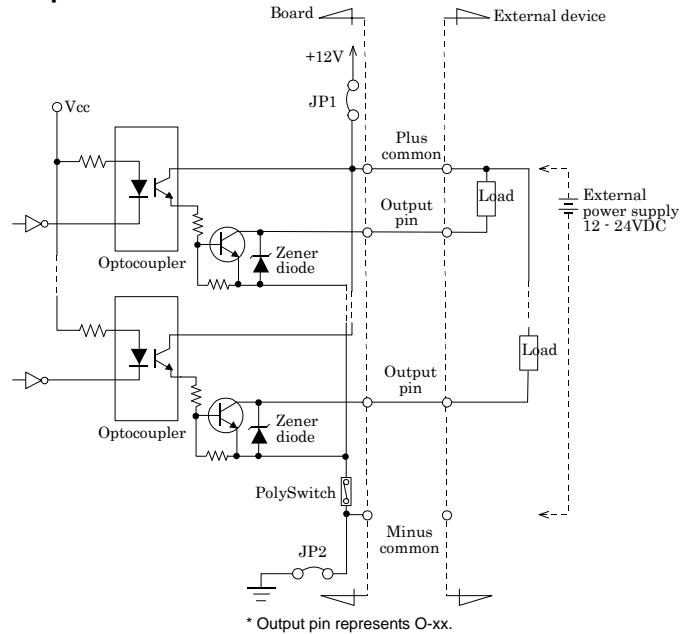 Board
External device
+12V
JP1
Vcc
Plus
common
Load
External
power supply
12 - 24VDC
Output
pin
Zener
diode
Optocoupler
Load
Output
pin
Zener
diode
Optocoupler
PolySwitch
Minus
common
JP2
* Output pin represents O-xx.